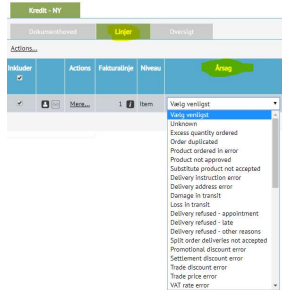 Kredit - NY
Dokumenthoved Linjer Oversigt
Actions...
Inkluder Actions Fakturalinje Niveau Årsag
Mere... 1 Item Vælg venligst
Vælg venligst
Unknown
Excess quantity ordered
Order duplicated
Product ordered in error
Product not approved
Substitute product not accepted
Delivery instruction error
Delivery address error
Damage in transit
Loss in transit
Delivery refused - appointment
Delivery refused - late
Delivery refused - other reasons
Split order deliveries not accepted
Promotional discount error
Settlement discount error
Trade discount error
Trade price error
VAT rate error